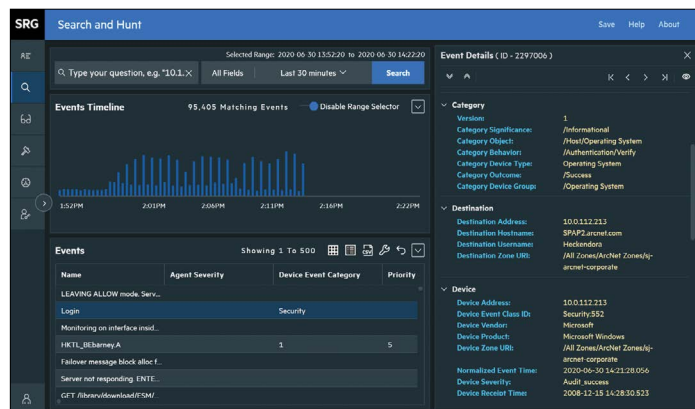 SRG
Search and Hunt
Save Help About
Selected Range: 2020-06-30 13:52:20 to 2020-06-30 14:22:20
Type your question, e.g. "10.1.
All Fields
Last 30 minutes
Search
Events Timeline
95,405 Matching Events
Disable Range Selector
1:52PM 2:01PM 2:06PM 2:11PM 2:16PM 2:22PM
Events
Showing 1 To 500
CSV
Name Agent Severity Device Event Category Priority
LEAVING ALLOW mode. Serv...
Login Security
Monitoring on interface insid...
HKTL_BEbarney.A 1 5
Failover message block alloc f...
Server not responding. ENTE...
GET /library/download/ESM/...
Event Details ( ID - 2297006 )
Category
Version: 1
Category Significance: /Informational
Category Object: /Host/Operating System
Category Behavior: /Authentication/Verify
Category Device Type: Operating System
Category Outcome: /Success
Category Device Group: /Operating System
Destination
Destination Address: 10.0.112.213
Destination Hostname: SPAP2.arcnet.com
Destination Username: Heckendora
Destination Zone URI: /All Zones/ArcNet Zones/sj-
arcnet-corporate
Device
Device Address: 10.0.112.213
Device Event Class ID: Security:552
Device Vendor: Microsoft
Device Product: Microsoft Windows
Device Zone URI: /All Zones/ArcNet Zones/sj-
arcnet-corporate
Normalized Event Time: 2020-06-30 14:21:28.056
Device Severity: Audit_success
Device Receipt Time: 2008-12-15 14:28:30.523